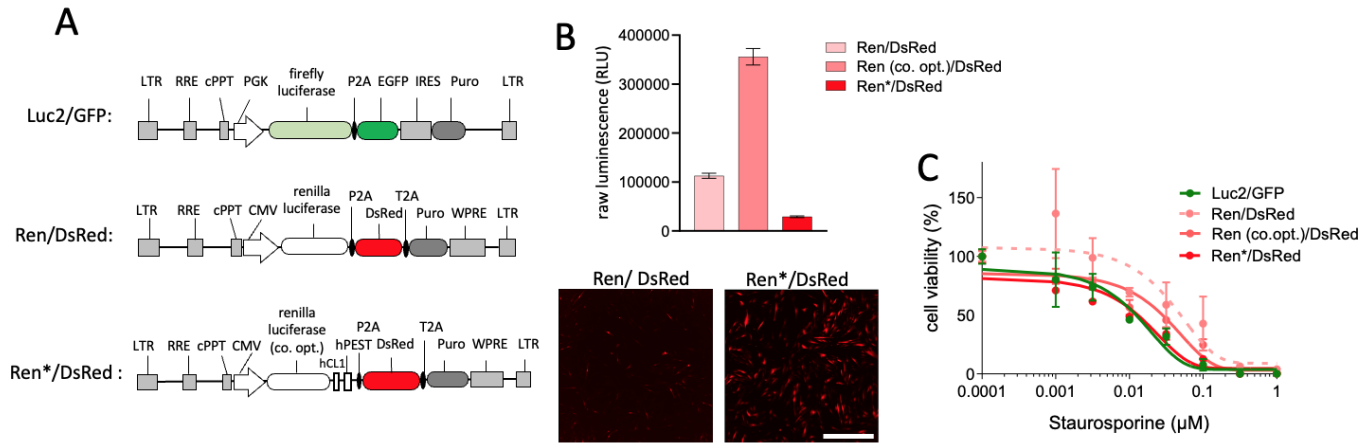 A
LTR RRE cPPT PGK firefly luciferase P2A EGFP IRES Puro LTR
Luc2/GFP:
LTR RRE cPPT CMV renilla luciferase P2A DsRed T2A Puro WPRE LTR
Ren/DsRed:
LTR RRE cPPT CMV renilla luciferase (co. opt.) hCL1 hPEST P2A DsRed T2A Puro WPRE LTR
Ren*/DsRed :
B
raw luminescence (RLU)
400000
300000
200000
100000
0
Ren/DsRed
Ren (co. opt.)/DsRed
Ren*/DsRed
Ren/ DsRed
Ren*/DsRed
C
cell viability (%)
150
100
50
0
0.0001 0.001 0.01 0.1 1
Staurosporine (μM)
Luc2/GFP
Ren/DsRed
Ren (co.opt.)/DsRed
Ren*/DsRed